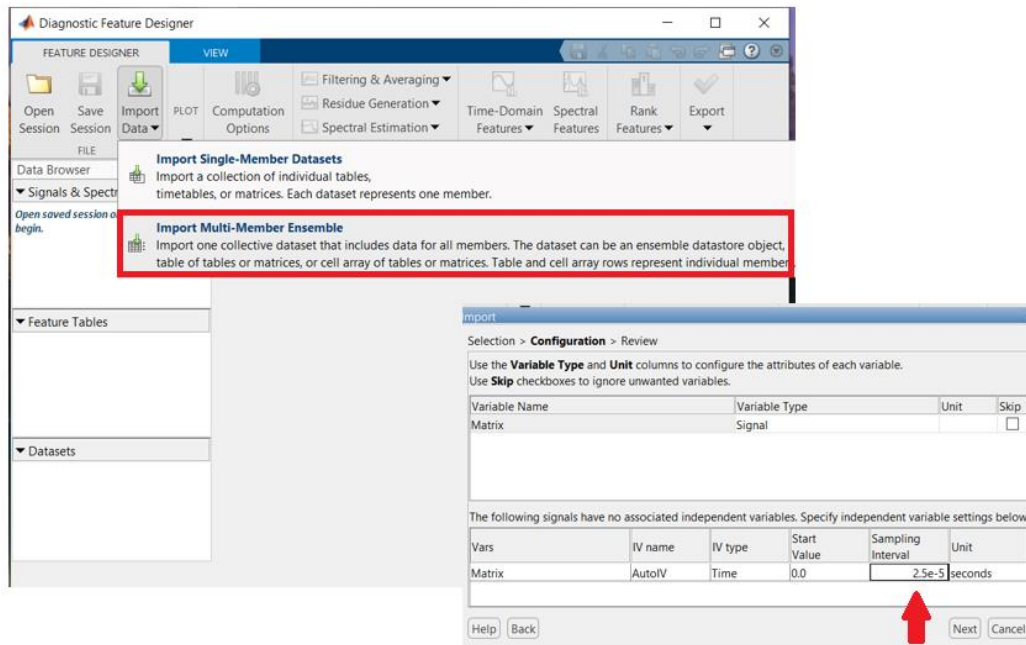 Diagnostic Feature Designer
FEATURE DESIGNER VIEW
Open Session
Save Session
Import Data
PLOT
Computation Options
Filtering & Averaging
Residue Generation
Spectral Estimation
Time-Domain Features
Spectral Features
Rank Features
Export
FILE
Import Single-Member Datasets
Import a collection of individual tables,
timetables, or matrices. Each dataset represents one member.
Import Multi-Member Ensemble
Import one collective dataset that includes data for all members. The dataset can be an ensemble datastore object,
table of tables or matrices, or cell array of tables or matrices. Table and cell array rows represent individual member
Data Browser
Signals & Spectr
Open saved session o
begin.
Feature Tables
Datasets
Import
Selection > Configuration > Review
Use the Variable Type and Unit columns to configure the attributes of each variable.
Use Skip checkboxes to ignore unwanted variables.
Variable Name Variable Type Unit Skip
Matrix Signal
The following signals have no associated independent variables. Specify independent variable settings below
Vars IV name IV type Start Value Sampling Interval Unit
Matrix AutoIV Time 0.0 2.5e-5 seconds
Help Back Next Cancel